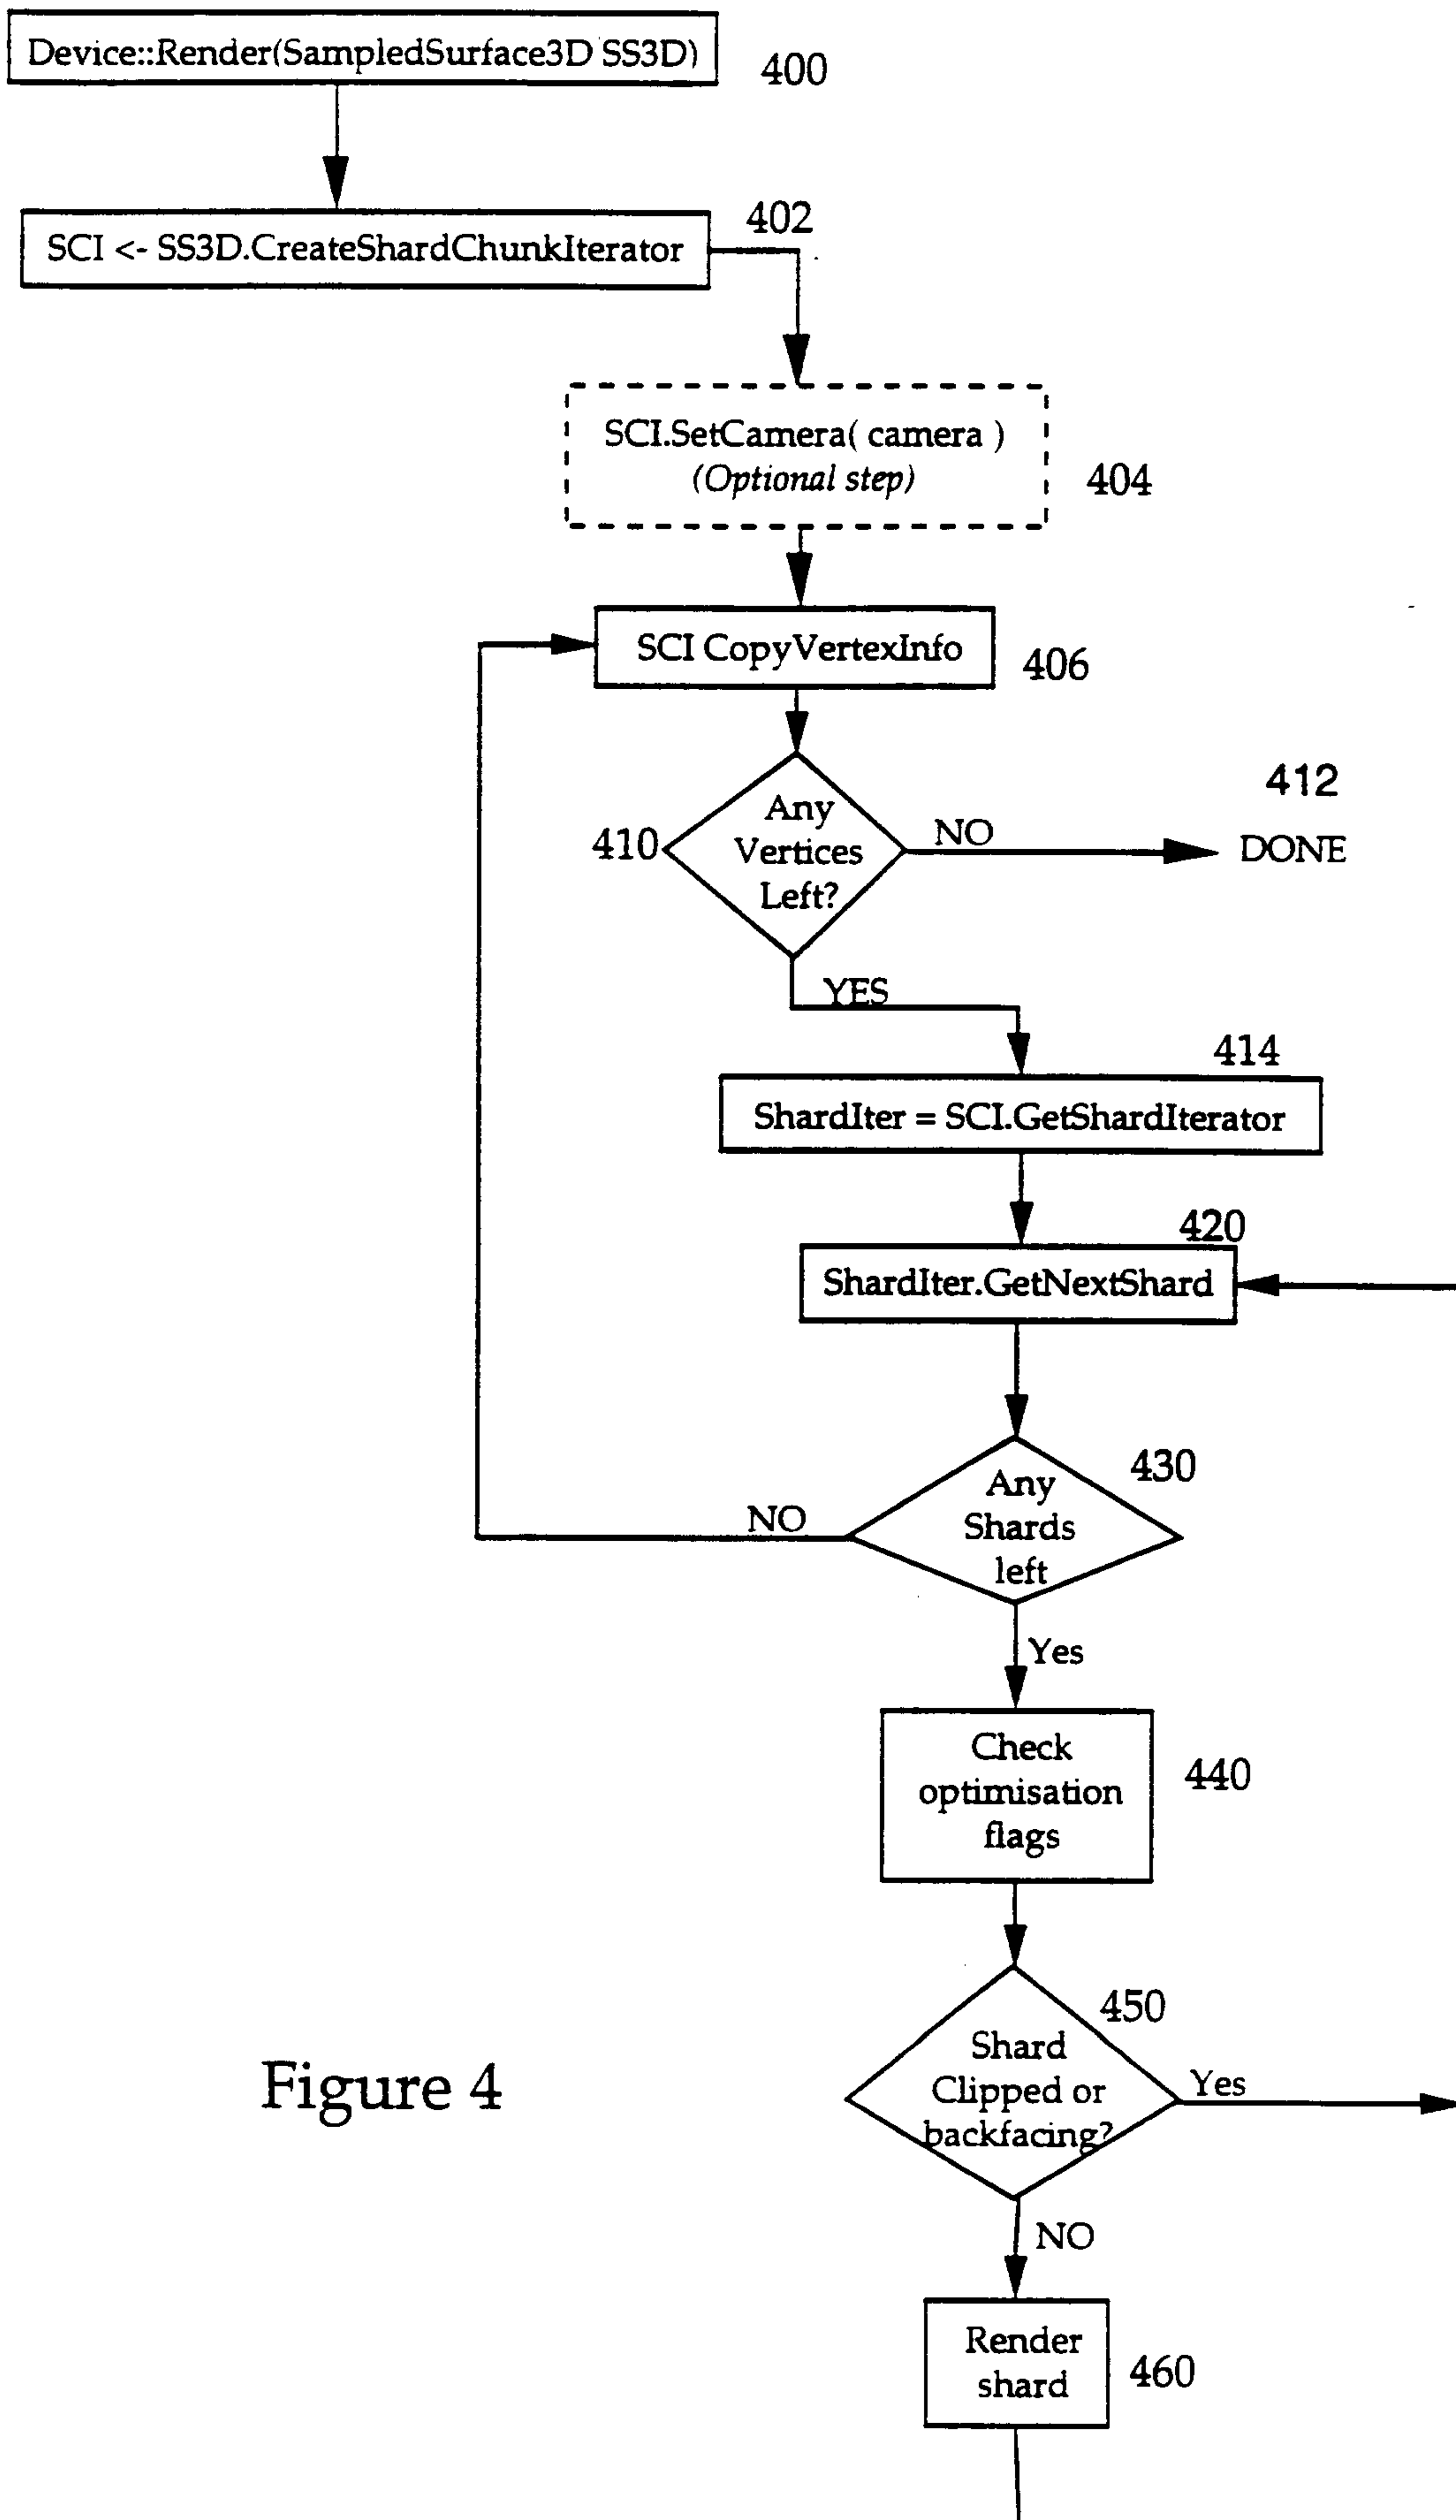 Device::Render(SampledSurface3D SS3D)
400
402
SCI <- SS3D.CreateShardChunkIterator
SCI.SetCamera( camera )
(Optional step)
404
SCI CopyVertexInfo
406
412
410
Any
Vertices
Left?
NO
DONE
YES
414
ShardIter = SCI.GetShardIterator
420
ShardIter.GetNextShard
430
Any
Shards
left
NO
Yes
Check
optimisation
flags
440
450
Shard
Clipped or
backfacing?
Yes
Figure 4
NO
Render
shard
460